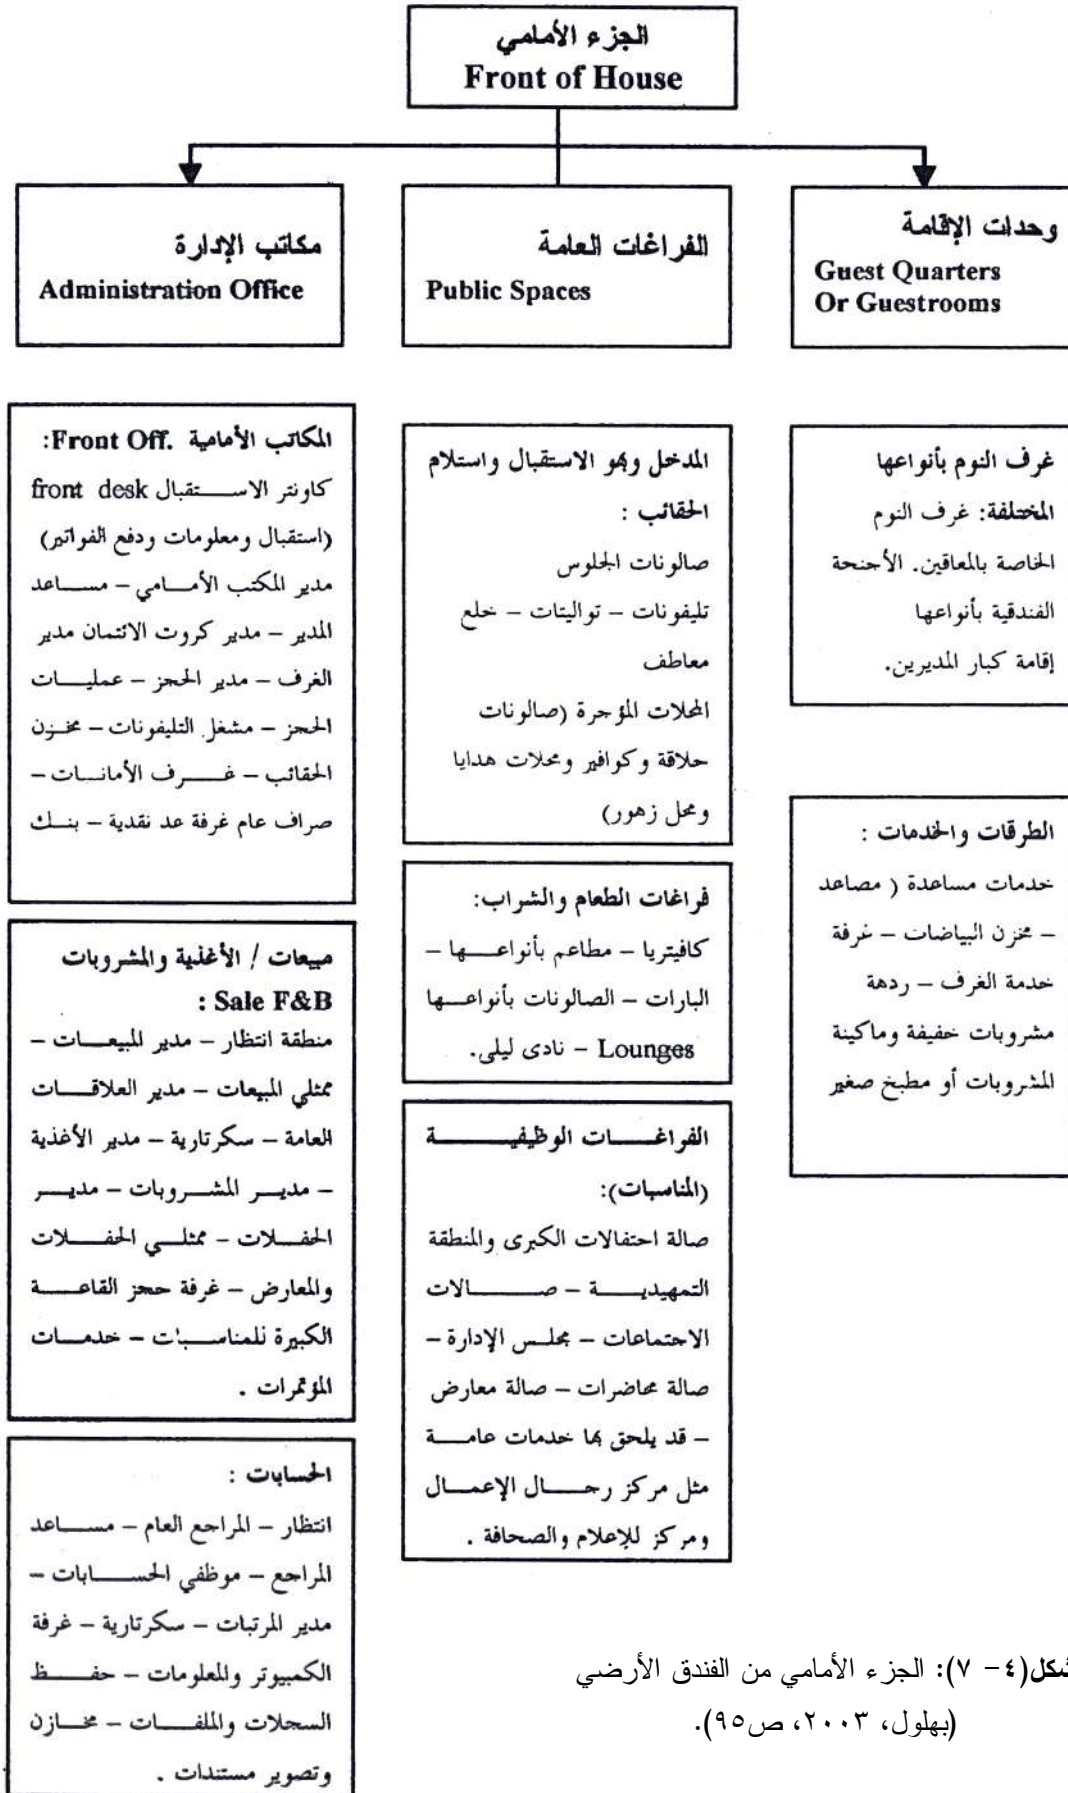 الجزء الأمامي
Front of House
وحدات الإقامة
Guest Quarters
Or Guestrooms
غرف النوم بأنواعها
المختلفة: غرف النوم
الخاصة بالمعاقين. الأجنحة
الفندقية بأنواعها
إقامة كبار المديرين.
الطرقات والخدمات :
خدمات مساعدة ( مصاعد
– مخزن البياضات – غرفة
خدمة الغرف – ردهة
مشروبات خفيفة وماكينة
المشروبات أو مطبخ صغير
الفراغات العامة
Public Spaces
المدخل وبهو الاستقبال واستلام
الحقائب :
صالونات الجلوس
تليفونات – تواليتات – خلع
معاطف
المحلات المؤجرة (صالونات
حلاقة وكوافير ومحلات هدايا
ومحل زهور)
فراغات الطعام والشراب:
كافيتريا – مطاعم بأنواعها –
البارات – الصالونات بأنواعها
Lounges – نادى ليلى.
الفراغات الوظيفية
(المناسبات):
صالة احتفالات الكبرى والمنطقة
التمهيدية – صالات
الاجتماعات – مجلس الإدارة –
صالة محاضرات – صالة معارض
– قد يلحق بها خدمات عامة
مثل مركز رجال الإعمال
ومركز للإعلام والصحافة .
مكاتب الإدارة
Administration Office
المكاتب الأمامية Front Off.:
كاونتر الاستقبال front desk
(استقبال ومعلومات ودفع الفواتير)
مدير المكتب الأمامي – مساعد
المدير – مدير كروت الائتمان مدير
الغرف – مدير الحجز – عمليات
الحجز – مشغل التليفونات – مخزن
الحقائب – غرف الأمانات –
صراف عام غرفة عد نقدية – بنك
مبيعات / الأغذية والمشروبات
Sale F&B :
منطقة انتظار – مدير المبيعات –
ممثلي المبيعات – مدير العلاقات
العامة – سكرتارية – مدير الأغذية
– مدير المشروبات – مدير
الحفلات – ممثلي الحفلات
والمعارض – غرفة حجز القاعة
الكبيرة للمناسبات – خدمات
المؤتمرات .
الحسابات :
انتظار – المراجع العام – مساعد
المراجع – موظفي الحسابات –
مدير المرتبات – سكرتارية – غرفة
الكمبيوتر والمعلومات – حفظ
السجلات والملفات – مخازن
وتصوير مستندات .
شكل(٤- ٧): الجزء الأمامي من الفندق الأرضي
(بهلول، ٢٠٠٣، ص٩٥).